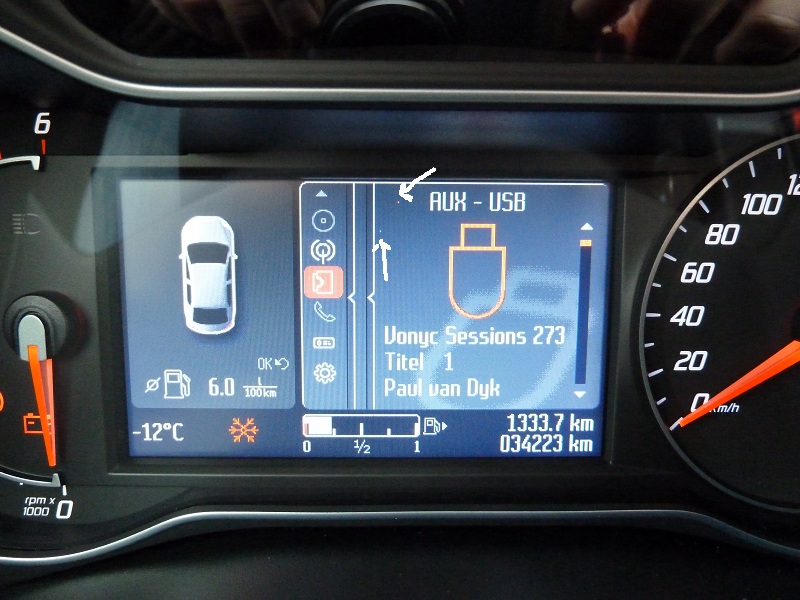 6
AUX - USB
Vonyc Sessions 273
Titel 1
Paul van Dyk
OK
6.0 L/100km
-12°C
0 1/2 1
1333.7 km
034223 km
rpm x
1000 0
12
100
80
60
40
20
0 km/h